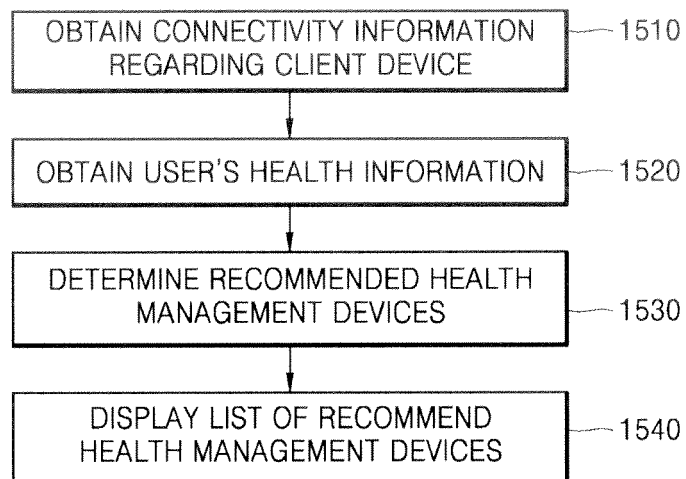 OBTAIN CONNECTIVITY INFORMATION
REGARDING CLIENT DEVICE
1510
OBTAIN USER'S HEALTH INFORMATION
1520
DETERMINE RECOMMENDED HEALTH
MANAGEMENT DEVICES
1530
DISPLAY LIST OF RECOMMEND
HEALTH MANAGEMENT DEVICES
1540